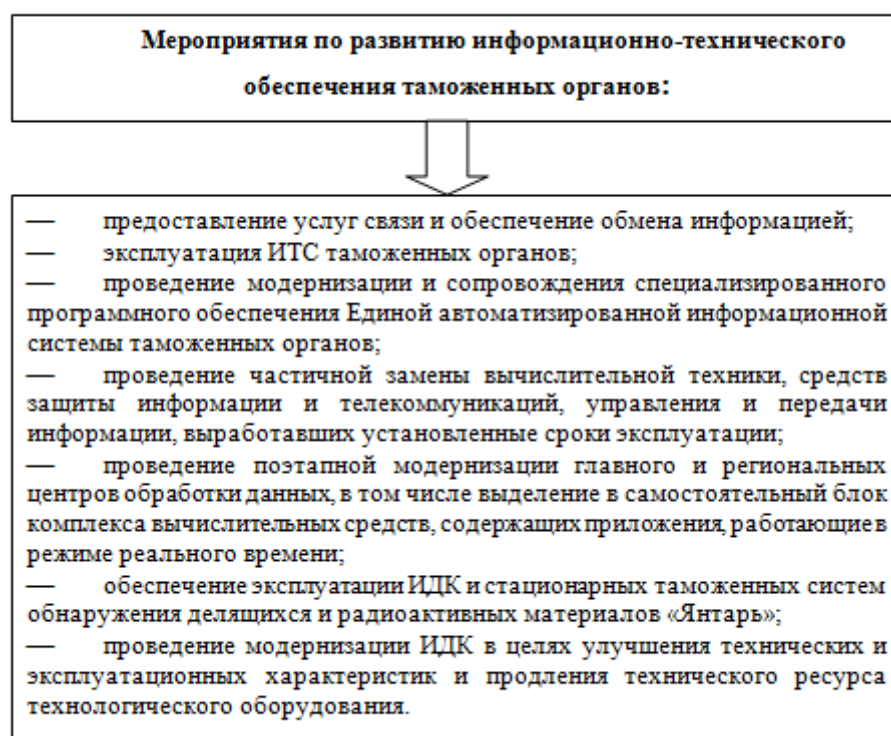 Мероприятия по развитию информационно-технического
обеспечения таможенных органов:
— предоставление услуг связи и обеспечение обмена информацией;
— эксплуатация ИТС таможенных органов;
— проведение модернизации и сопровождения специализированного
программного обеспечения Единой автоматизированной информационной
системы таможенных органов;
— проведение частичной замены вычислительной техники, средств
защиты информации и телекоммуникаций, управления и передачи
информации, выработавших установленные сроки эксплуатации;
— проведение поэтапной модернизации главного и региональных
центров обработки данных, в том числе выделение в самостоятельный блок
комплекса вычислительных средств, содержащих приложения, работающие в
режиме реального времени;
— обеспечение эксплуатации ИДК и стационарных таможенных систем
обнаружения делящихся и радиоактивных материалов «Янтарь»;
— проведение модернизации ИДК в целях улучшения технических и
эксплуатационных характеристик и продления технического ресурса
технологического оборудования.